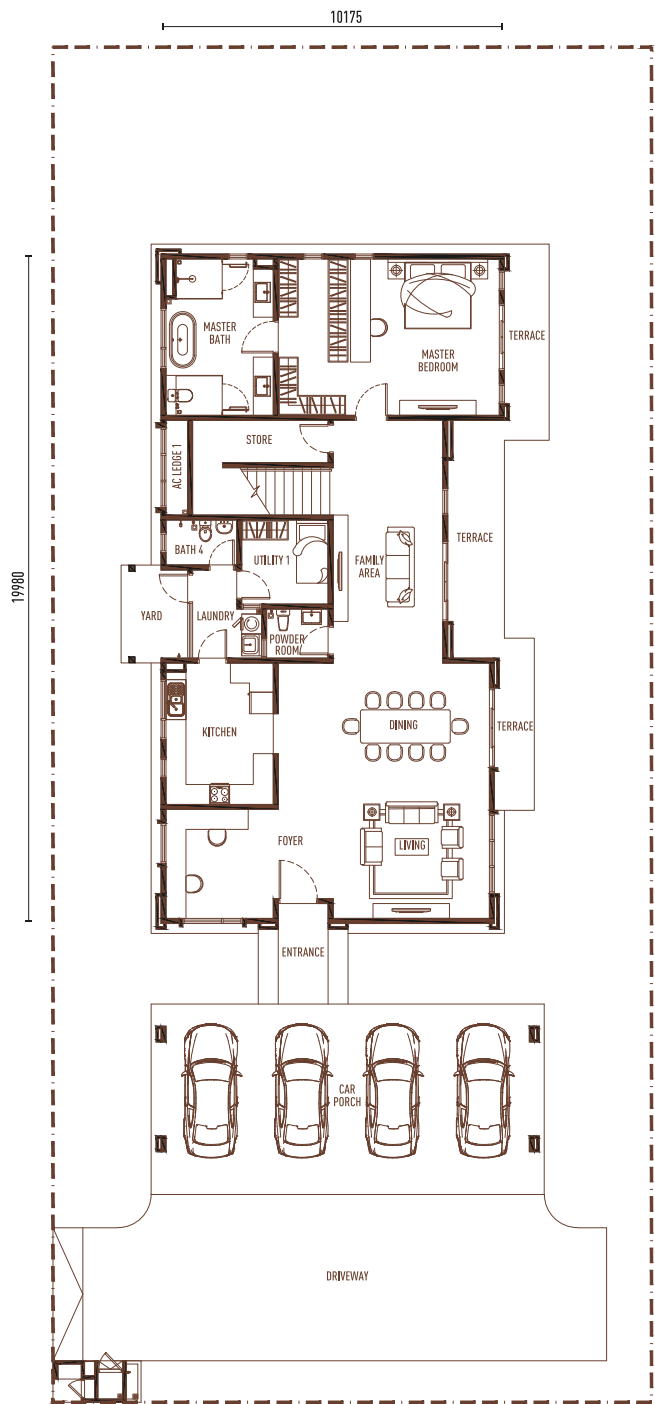 10175
19980
MASTER
BATH
MASTER
BEDROOM
TERRACE
STORE
AC LEDGE 1
BATH 4
UTILITY 1
FAMILY
AREA
TERRACE
YARD
LAUNDRY
POWDER
ROOM
KITCHEN
DINING
TERRACE
FOYER
LIVING
ENTRANCE
CAR
PORCH
DRIVEWAY